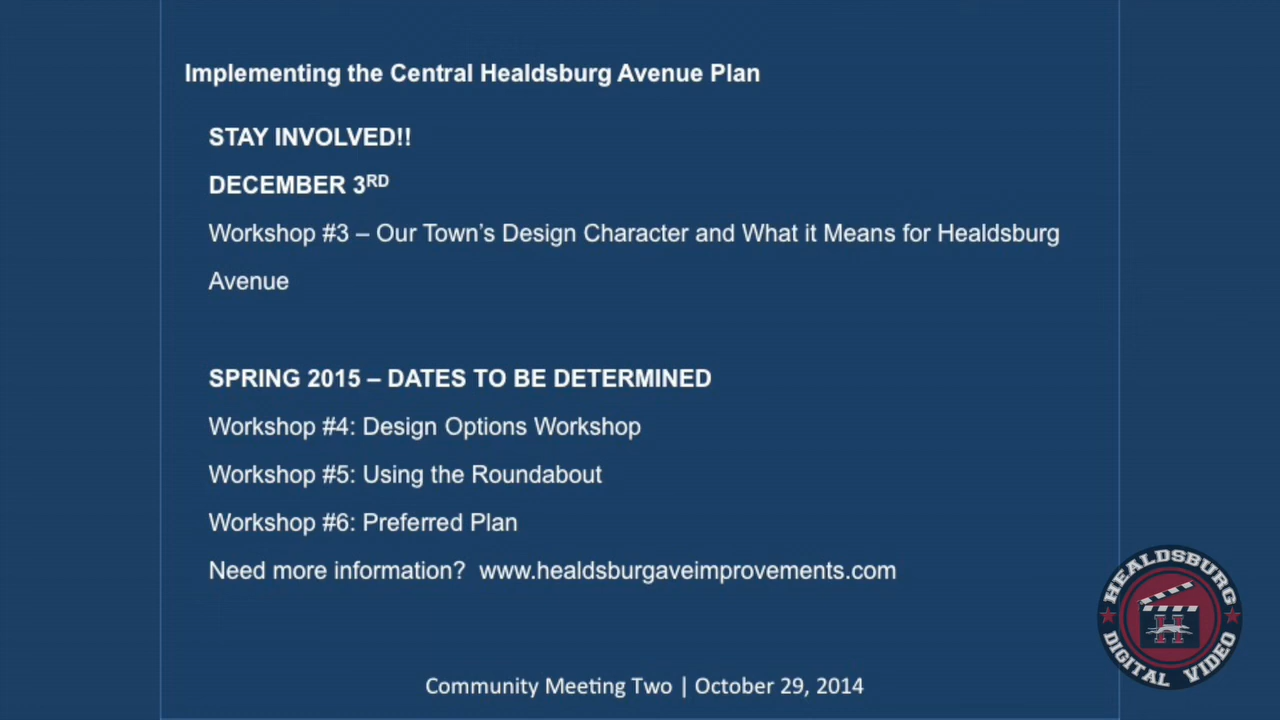 Implementing the Central Healdsburg Avenue Plan
STAY INVOLVED!!
DECEMBER 3RD
Workshop #3 – Our Town’s Design Character and What it Means for Healdsburg
Avenue
SPRING 2015 – DATES TO BE DETERMINED
Workshop #4: Design Options Workshop
Workshop #5: Using the Roundabout
Workshop #6: Preferred Plan
Need more information? www.healdsburgaveimprovements.com
HEALDSBURG
H
DIGITAL VIDEO
Community Meeting Two | October 29, 2014